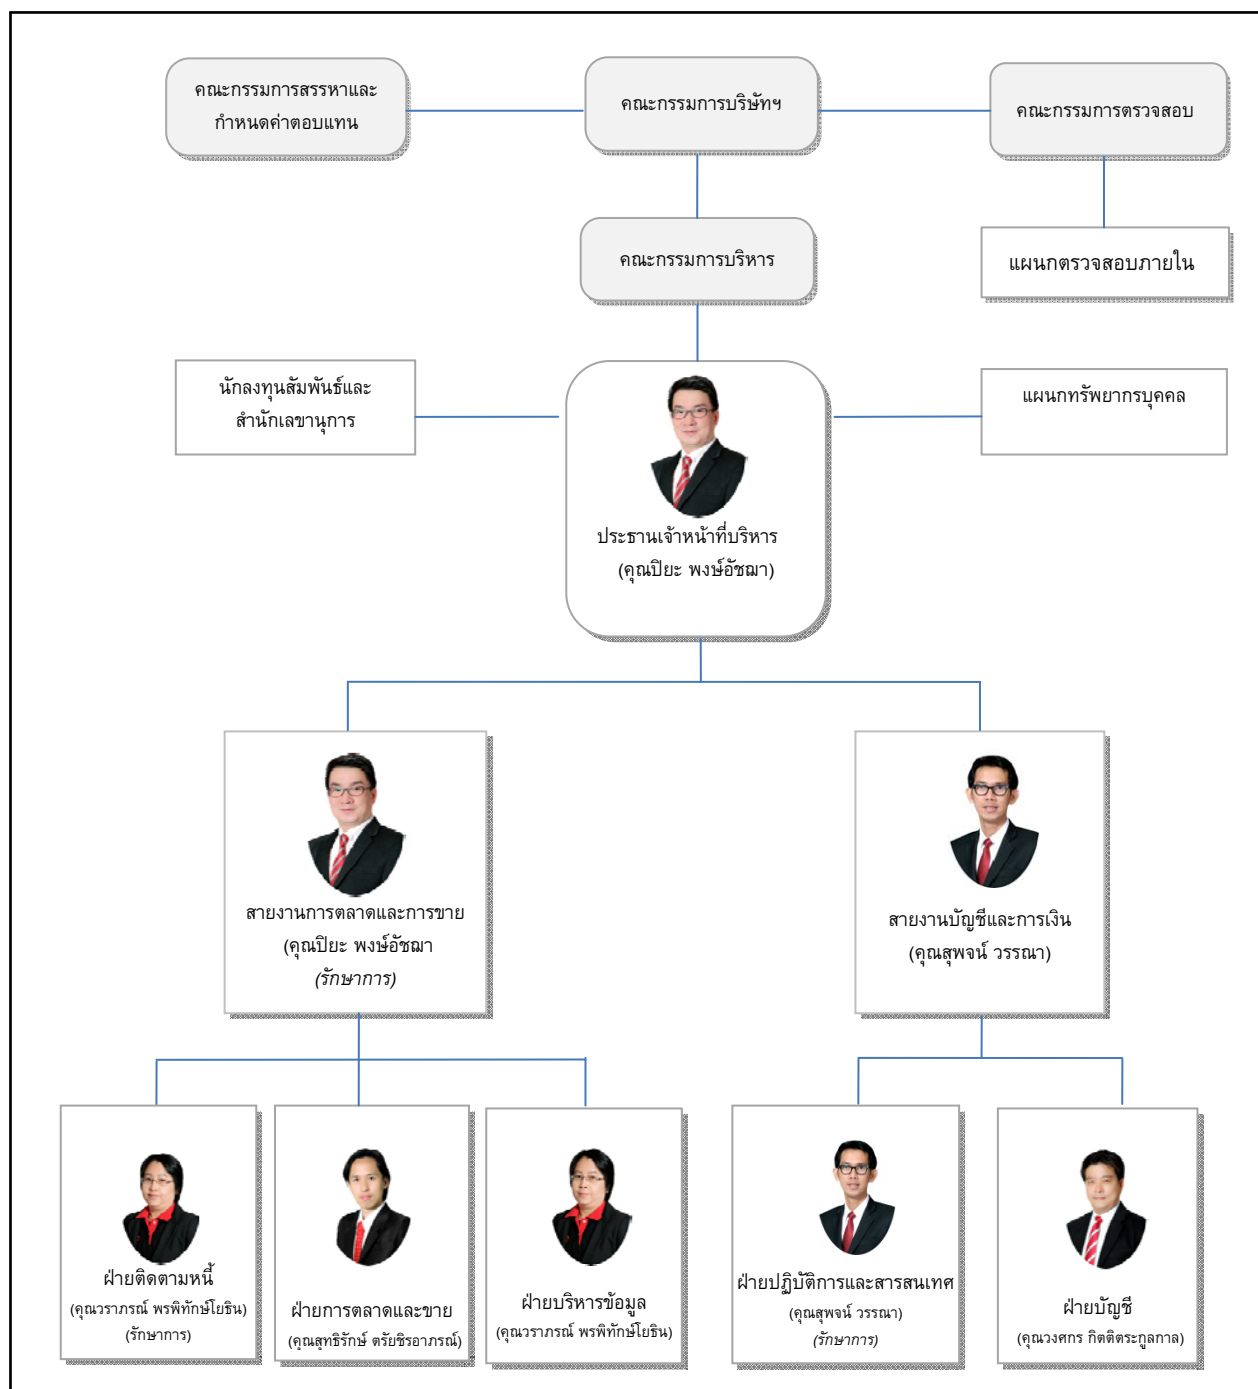 คณะกรรมการสรรหาและ
กำหนดค่าตอบแทน
คณะกรรมการบริษัทฯ
คณะกรรมการตรวจสอบ
คณะกรรมการบริหาร
แผนกตรวจสอบภายใน
นักลงทุนสัมพันธ์และ
สำนักเลขานุการ
แผนกทรัพยากรบุคคล
ประธานเจ้าหน้าที่บริหาร
(คุณปิยะ พงษ์อัชฌา)
สายงานการตลาดและการขาย
(คุณปิยะ พงษ์อัชฌา
(รักษาการ)
สายงานบัญชีและการเงิน
(คุณสุพจน์ วรรณา)
ฝ่ายติดตามหนี้
(คุณวราภรณ์ พรพิทักษ์โยธิน)
(รักษาการ)
ฝ่ายการตลาดและขาย
(คุณสุทธิรักษ์ ตรัยชิรอาภรณ์)
ฝ่ายบริหารข้อมูล
(คุณวราภรณ์ พรพิทักษ์โยธิน)
ฝ่ายปฏิบัติการและสารสนเทศ
(คุณสุพจน์ วรรณา)
(รักษาการ)
ฝ่ายบัญชี
(คุณวงศกร กิตติตระกูลกาล)